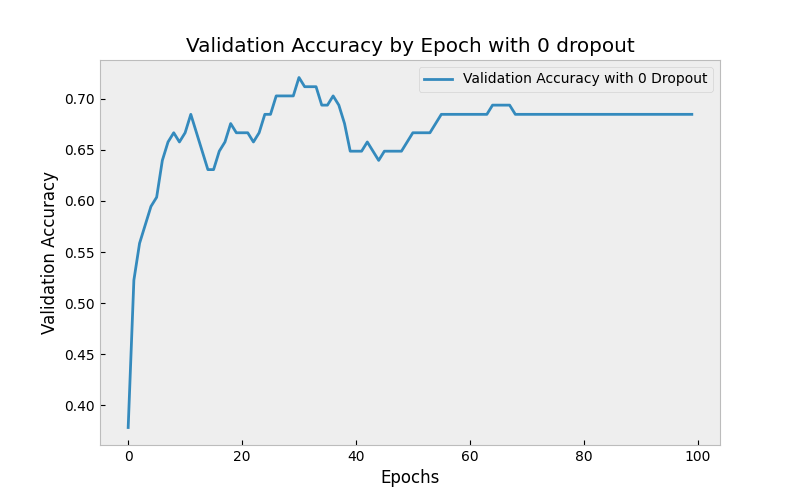 Validation Accuracy by Epoch with 0 dropout
Validation Accuracy with 0 Dropout
Validation Accuracy
0.70
0.65
0.60
0.55
0.50
0.45
0.40
0 20 40 60 80 100
Epochs